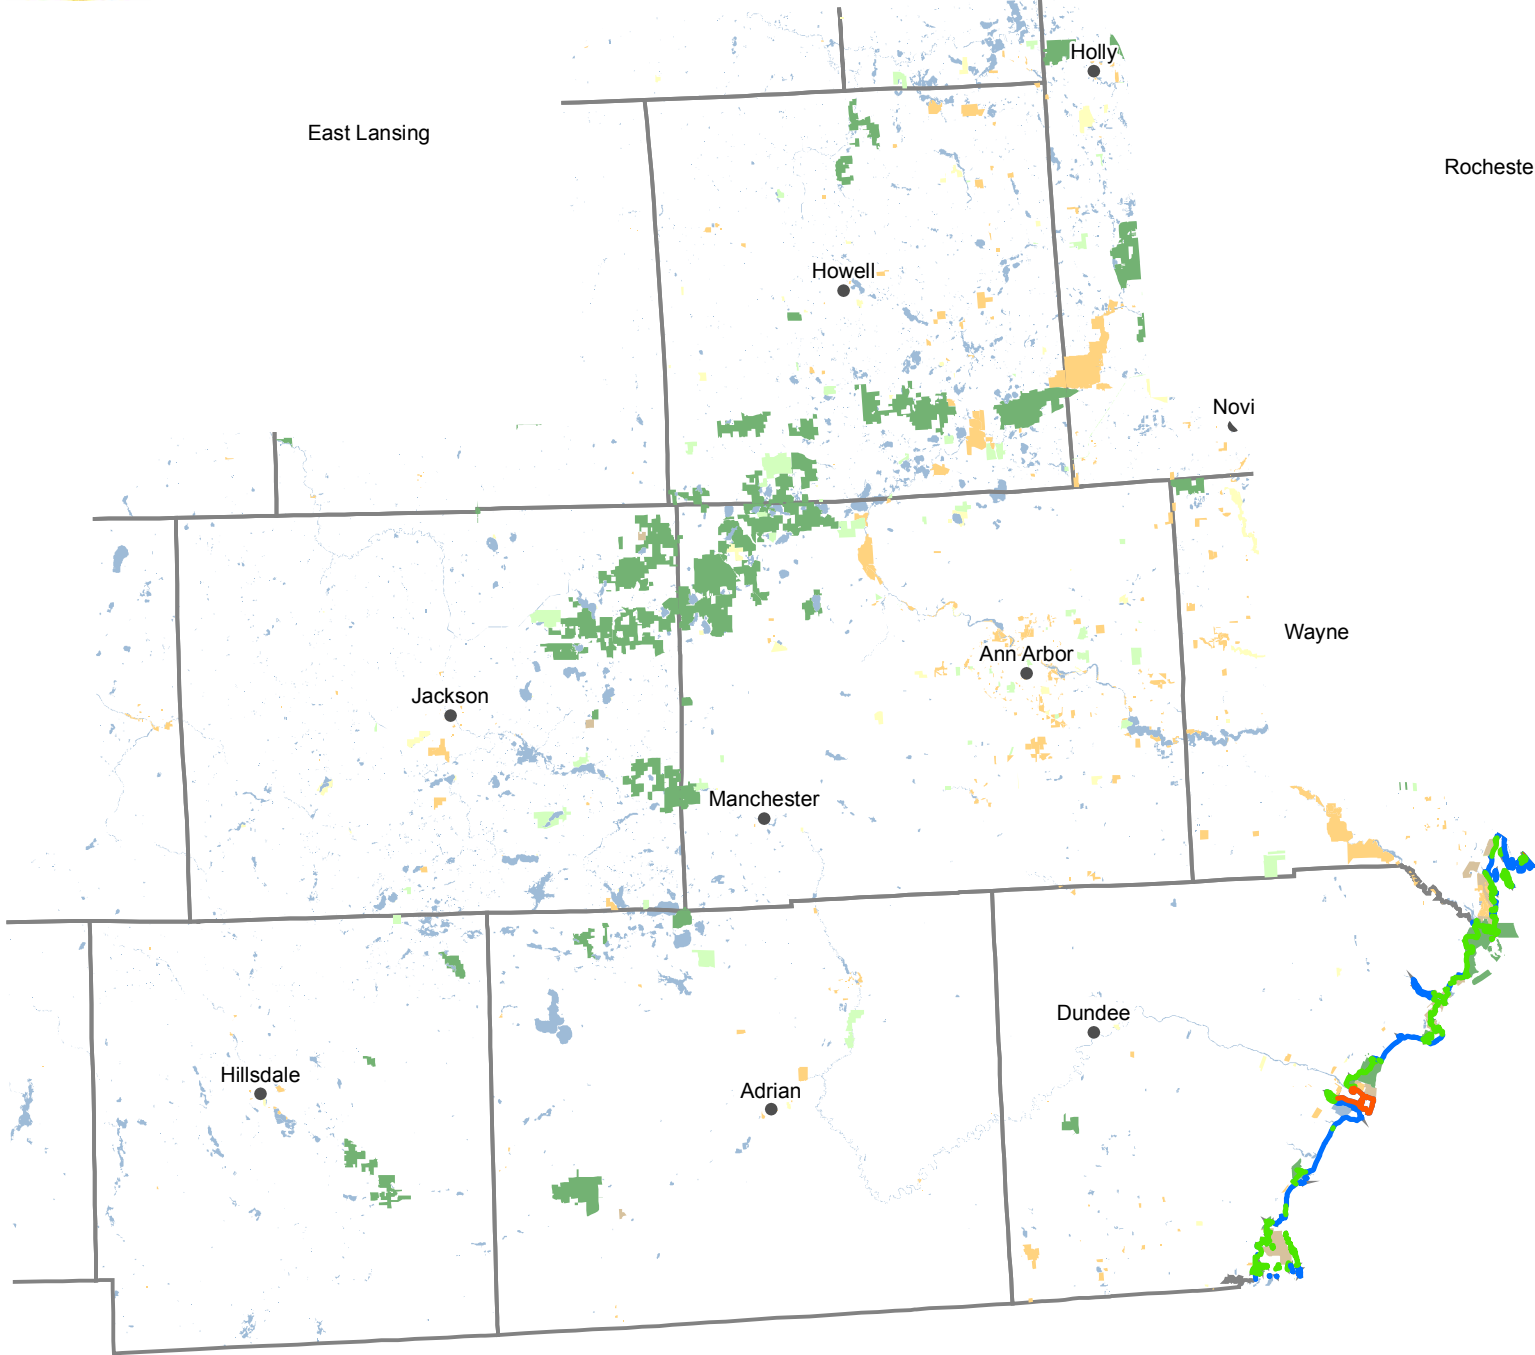 Holly
East Lansing
Rocheste
Howell
Novi
Wayne
Ann Arbor
Jackson
Manchester
Dundee
Hillsdale
Adrian